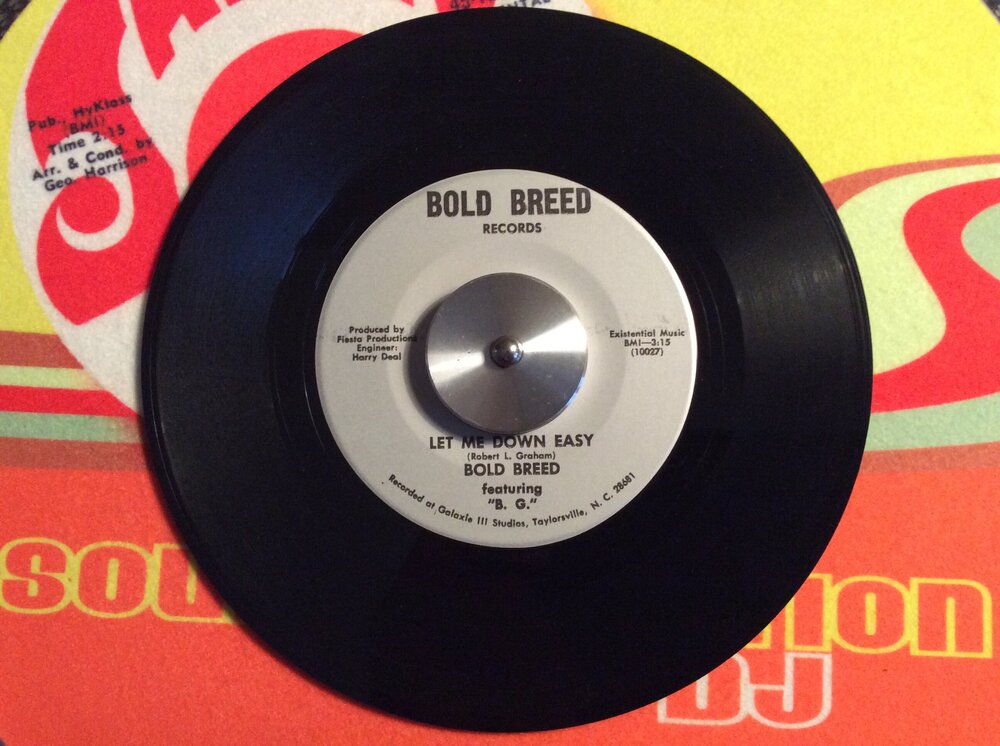 Pub., HyKlass
(BMI)
Time 2:15
Arr. & Cond. by
Geo. Harrison
BOLD BREED
RECORDS
Produced by
Fiesta Productions
Engineer:
Harry Deal
Existential Music
BMI—3:15
(10027)
LET ME DOWN EASY
(Robert L. Graham)
BOLD BREED
featuring
"B. G."
Recorded at Galaxie III Studios, Taylorsville, N. C. 28681
DJ